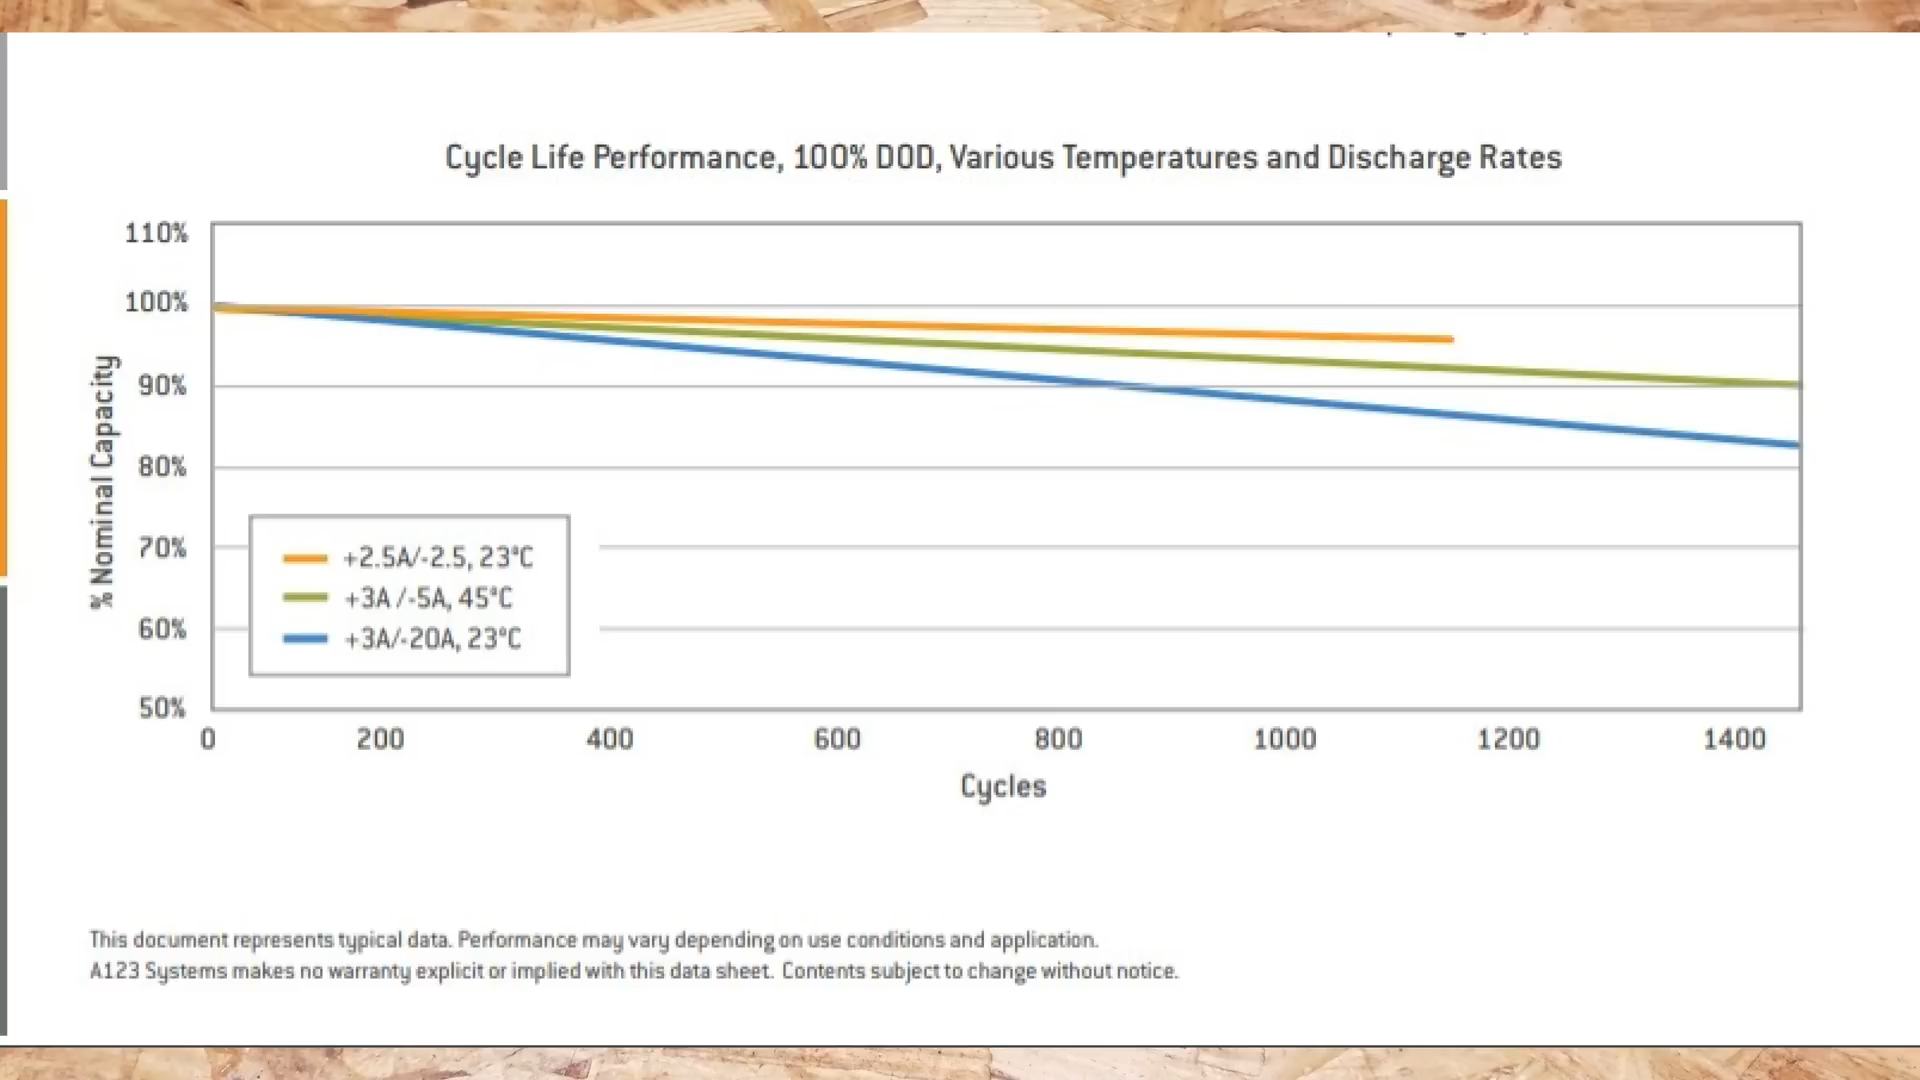 Cycle Life Performance, 100% DOD, Various Temperatures and Discharge Rates
110%
100%
90%
80%
70%
60%
50%
% Nominal Capacity
+2.5A/-2.5, 23°C
+3A /-5A, 45°C
+3A/-20A, 23°C
0 200 400 600 800 1000 1200 1400
Cycles
This document represents typical data. Performance may vary depending on use conditions and application.
A123 Systems makes no warranty explicit or implied with this data sheet. Contents subject to change without notice.